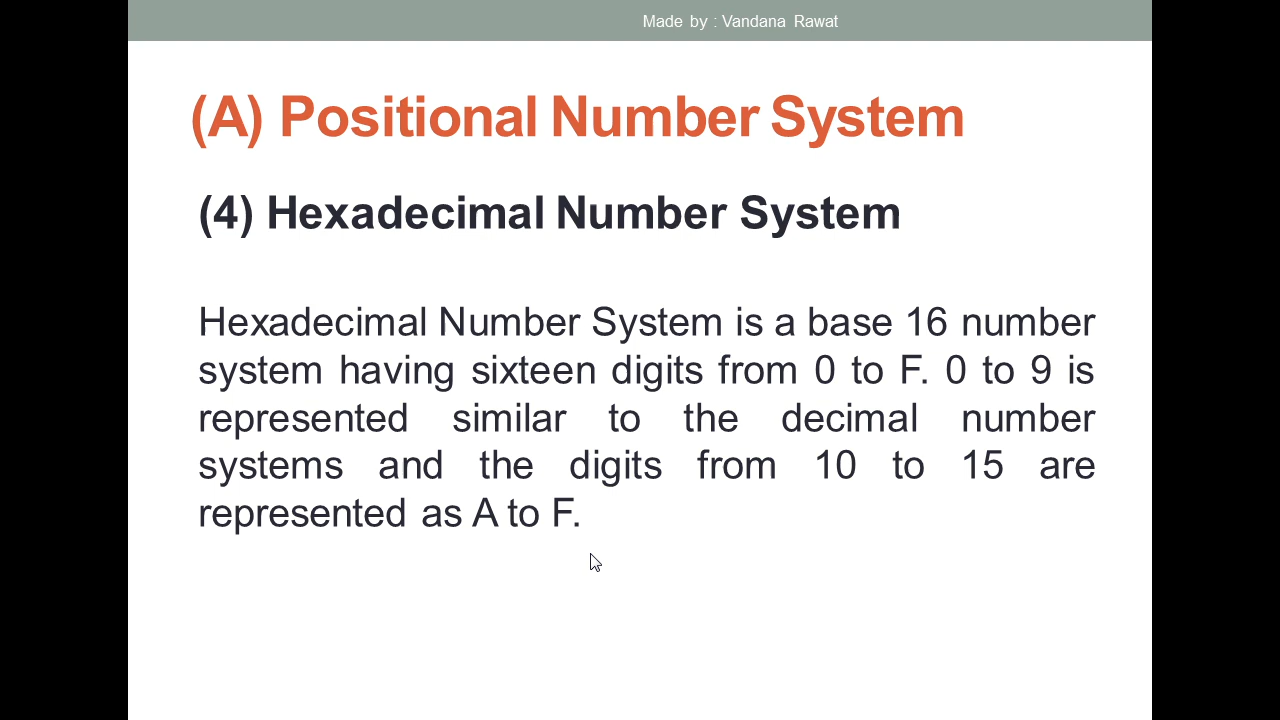 Made by : Vandana Rawat
(A) Positional Number System
(4) Hexadecimal Number System
Hexadecimal Number System is a base 16 number
system having sixteen digits from 0 to F. 0 to 9 is
represented similar to the decimal number
systems and the digits from 10 to 15 are
represented as A to F.